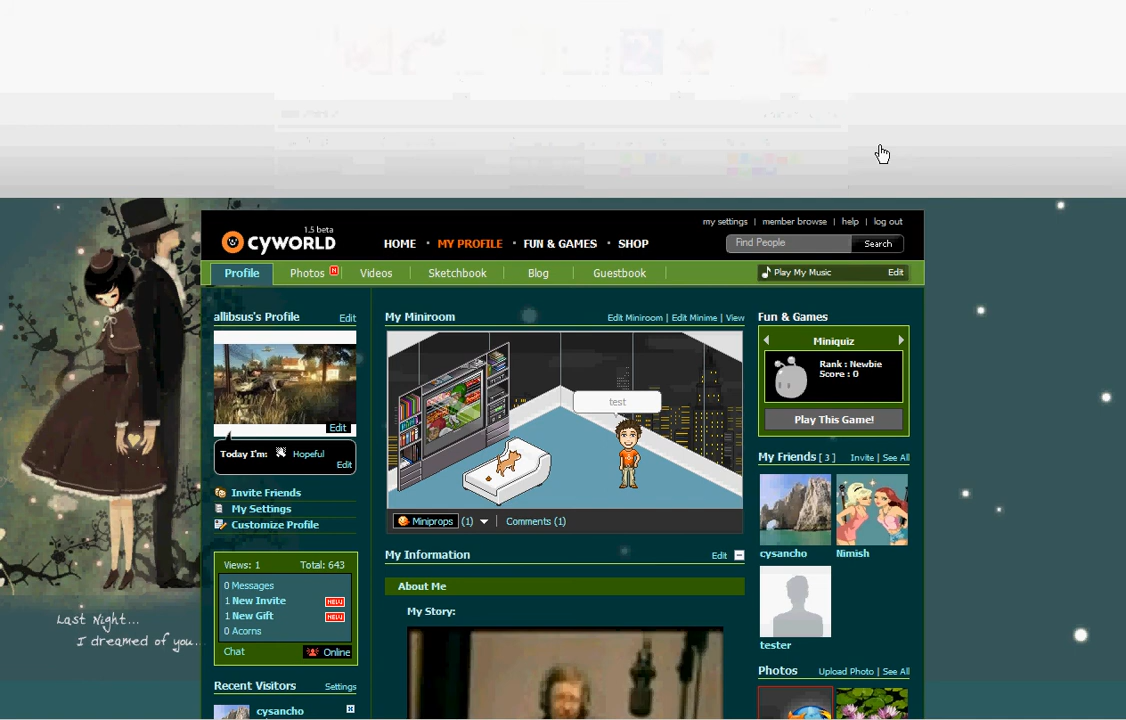 my settings | member browse | help | log out
1.5 beta
CYWORLD
HOME • MY PROFILE • FUN & GAMES • SHOP
Find People
Search
Profile
Photos N
Videos
Sketchbook
Blog
Guestbook
Play My Music
Edit
allibsus's Profile
Edit
Edit
Today I'm:
Hopeful
Edit
Invite Friends
My Settings
Customize Profile
Views: 1
Total: 643
0 Messages
1 New Invite NEW
1 New Gift NEW
0 Acorns
Chat
Online
Recent Visitors
Settings
cysancho
Last Night...
I dreamed of you...
My Miniroom
Edit Miniroom | Edit Minime | View
test
Miniprops (1)
Comments (1)
My Information
Edit
About Me
My Story:
Fun & Games
Miniquiz
Rank : Newbie
Score : 0
Play This Game!
My Friends [ 3 ]
Invite | See All
cysancho
Nimish
tester
Photos
Upload Photo | See All